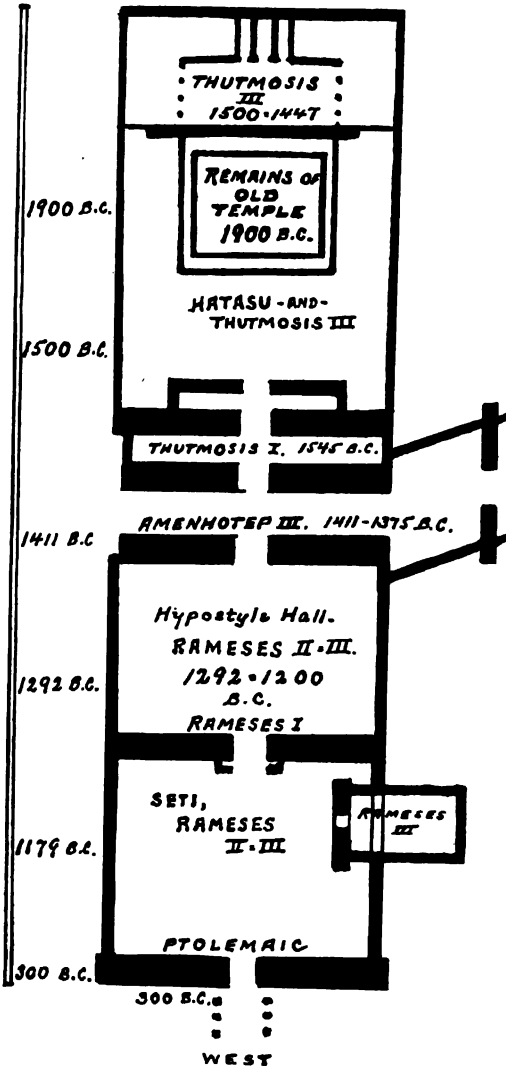 THUTMOSIS
III
1500-1447
REMAINS OF
OLD
TEMPLE
1900 B.C.
1900 B.C.
HATASU-AND-
THUTMOSIS III
1500 B.C.
THUTMOSIS I. 1545 B.C.
AMENHOTEP III. 1411-1375 B.C.
1411 B.C
Hypostyle Hall.
RAMESES II-III.
1292-1200
B.C.
1292 B.C.
RAMESES I
SETI,
RAMESES
II-III
RAMESES
III
1179 B.C.
PTOLEMAIC
300 B.C.
300 B.C.
WEST